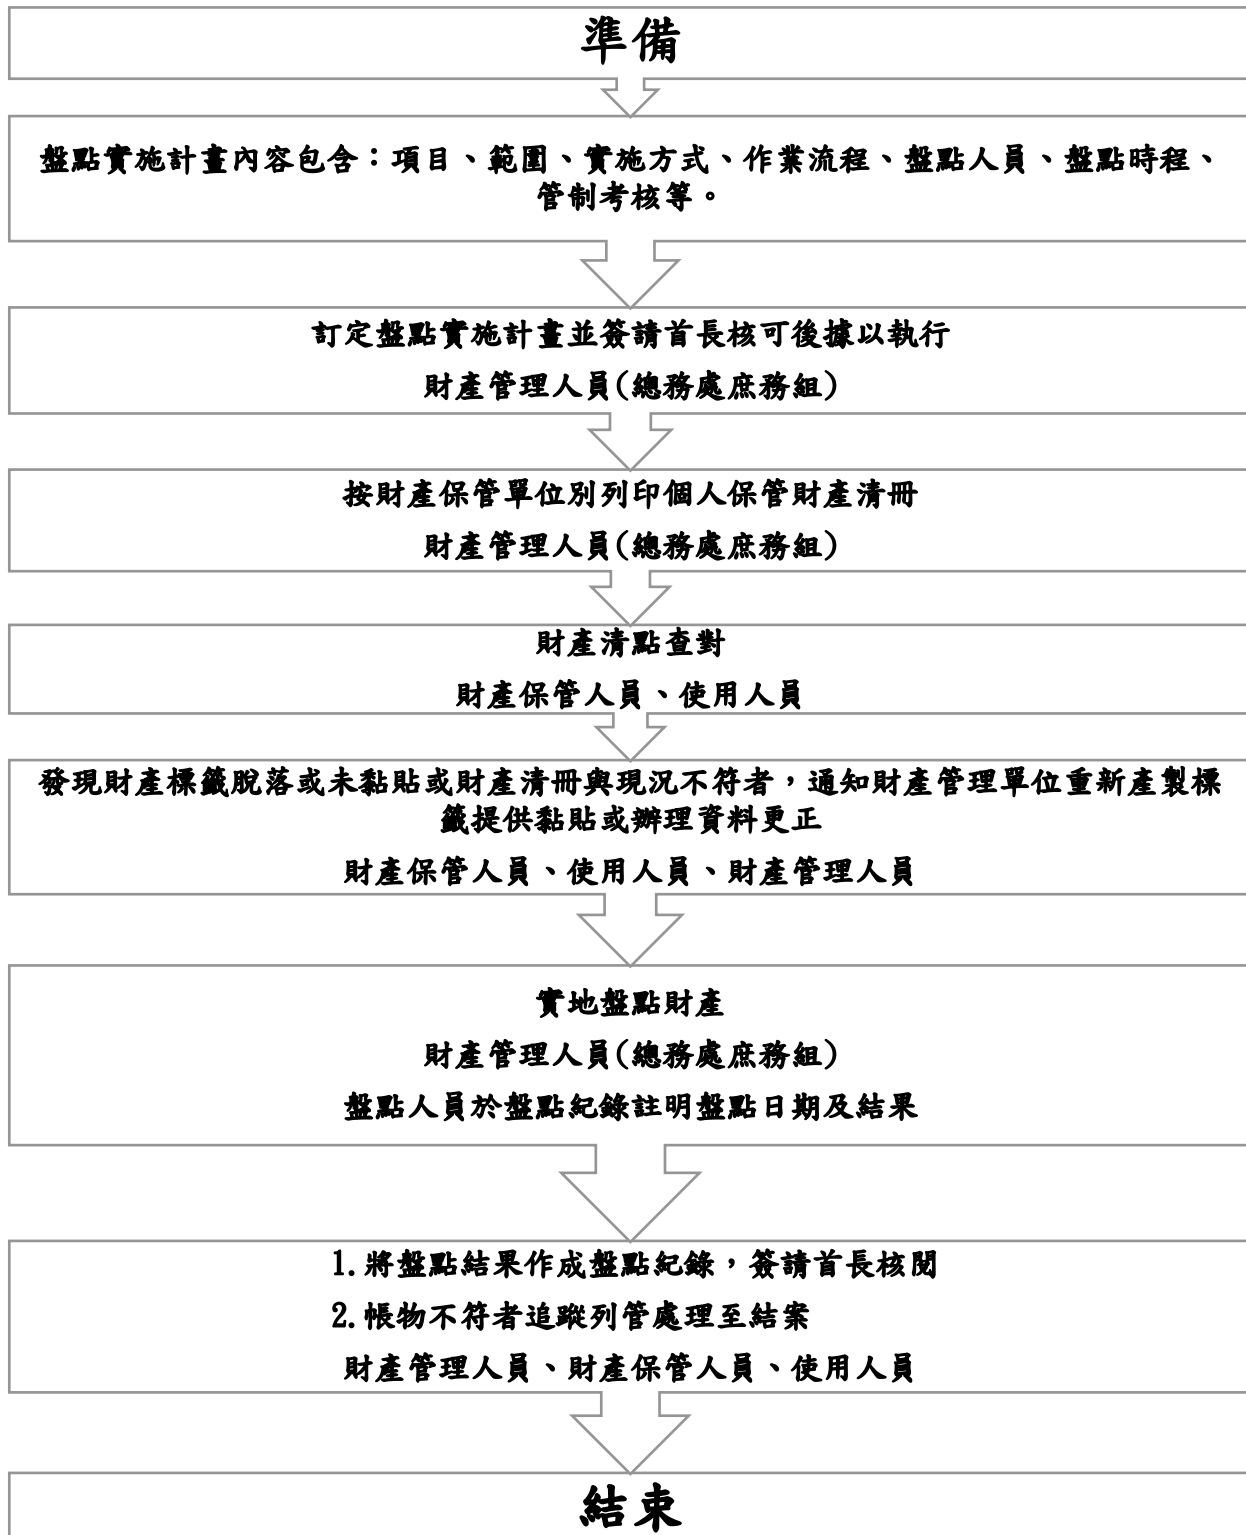 準備
盤點實施計畫內容包含：項目、範圍、實施方式、作業流程、盤點人員、盤點時程、
管制考核等。
訂定盤點實施計畫並簽請首長核可後據以執行
財產管理人員(總務處庶務組)
按財產保管單位別列印個人保管財產清冊
財產管理人員(總務處庶務組)
財產清點查對
財產保管人員、使用人員
發現財產標籤脫落或未黏貼或財產清冊與現況不符者，通知財產管理單位重新產製標
籤提供黏貼或辦理資料更正
財產保管人員、使用人員、財產管理人員
實地盤點財產
財產管理人員(總務處庶務組)
盤點人員於盤點紀錄註明盤點日期及結果
1.將盤點結果作成盤點紀錄，簽請首長核閱
2.帳物不符者追蹤列管處理至結案
財產管理人員、財產保管人員、使用人員
結束